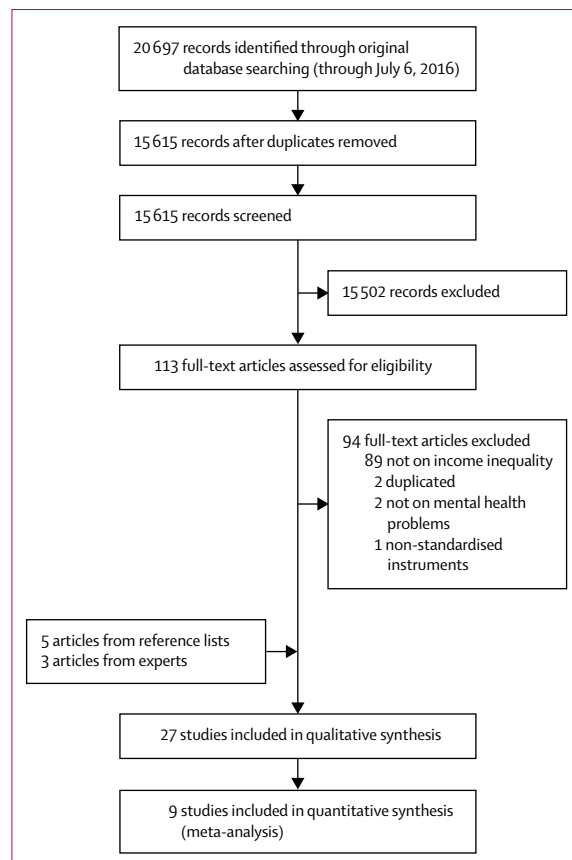 20 697 records identified through original
database searching (through July 6, 2016)
15 615 records after duplicates removed
15 615 records screened
15 502 records excluded
113 full-text articles assessed for eligibility
94 full-text articles excluded
89 not on income inequality
2 duplicated
2 not on mental health
problems
1 non-standardised
instruments
5 articles from reference lists
3 articles from experts
27 studies included in qualitative synthesis
9 studies included in quantitative synthesis
(meta-analysis)